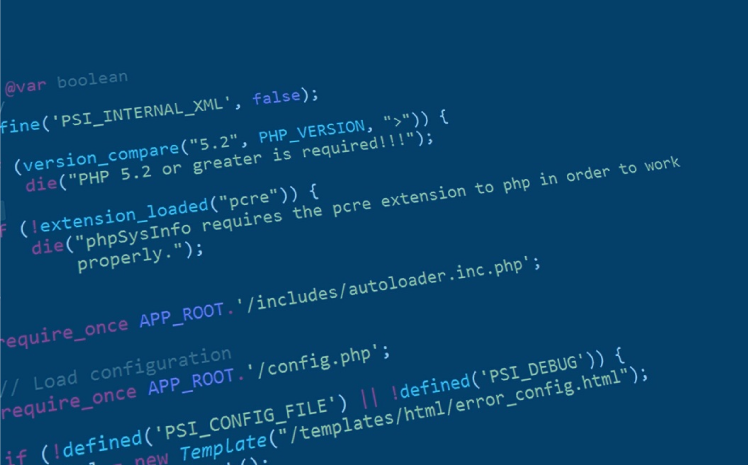 @var boolean
/
fine('PSI_INTERNAL_XML', false);
(version_compare("5.2", PHP_VERSION, ">")) {
die("PHP 5.2 or greater is required!!!");
f (!extension_loaded("pcre")) {
die("phpSysInfo requires the pcre extension to php in order to work
properly.");
require_once APP_ROOT.'/includes/autoloader.inc.php';
// Load configuration
require_once APP_ROOT.'/config.php';
if (!defined('PSI_CONFIG_FILE') || !defined('PSI_DEBUG')) {
new Template("/templates/html/error_config.html");
();